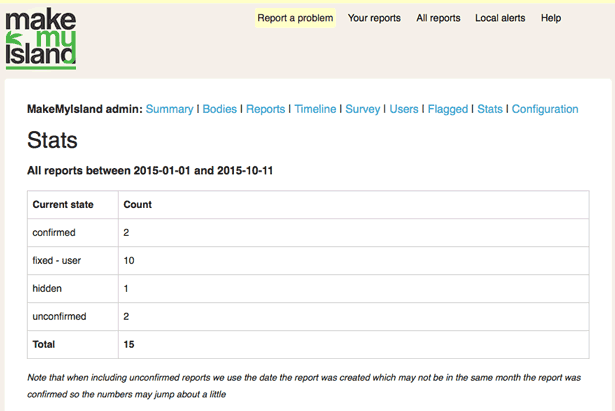 make
my
Island
Report a problem Your reports All reports Local alerts Help
MakeMyIsland admin: Summary | Bodies | Reports | Timeline | Survey | Users | Flagged | Stats | Configuration
Stats
All reports between 2015-01-01 and 2015-10-11
Current state Count
confirmed 2
fixed - user 10
hidden 1
unconfirmed 2
Total 15
Note that when including unconfirmed reports we use the date the report was created which may not be in the same month the report was
confirmed so the numbers may jump about a little